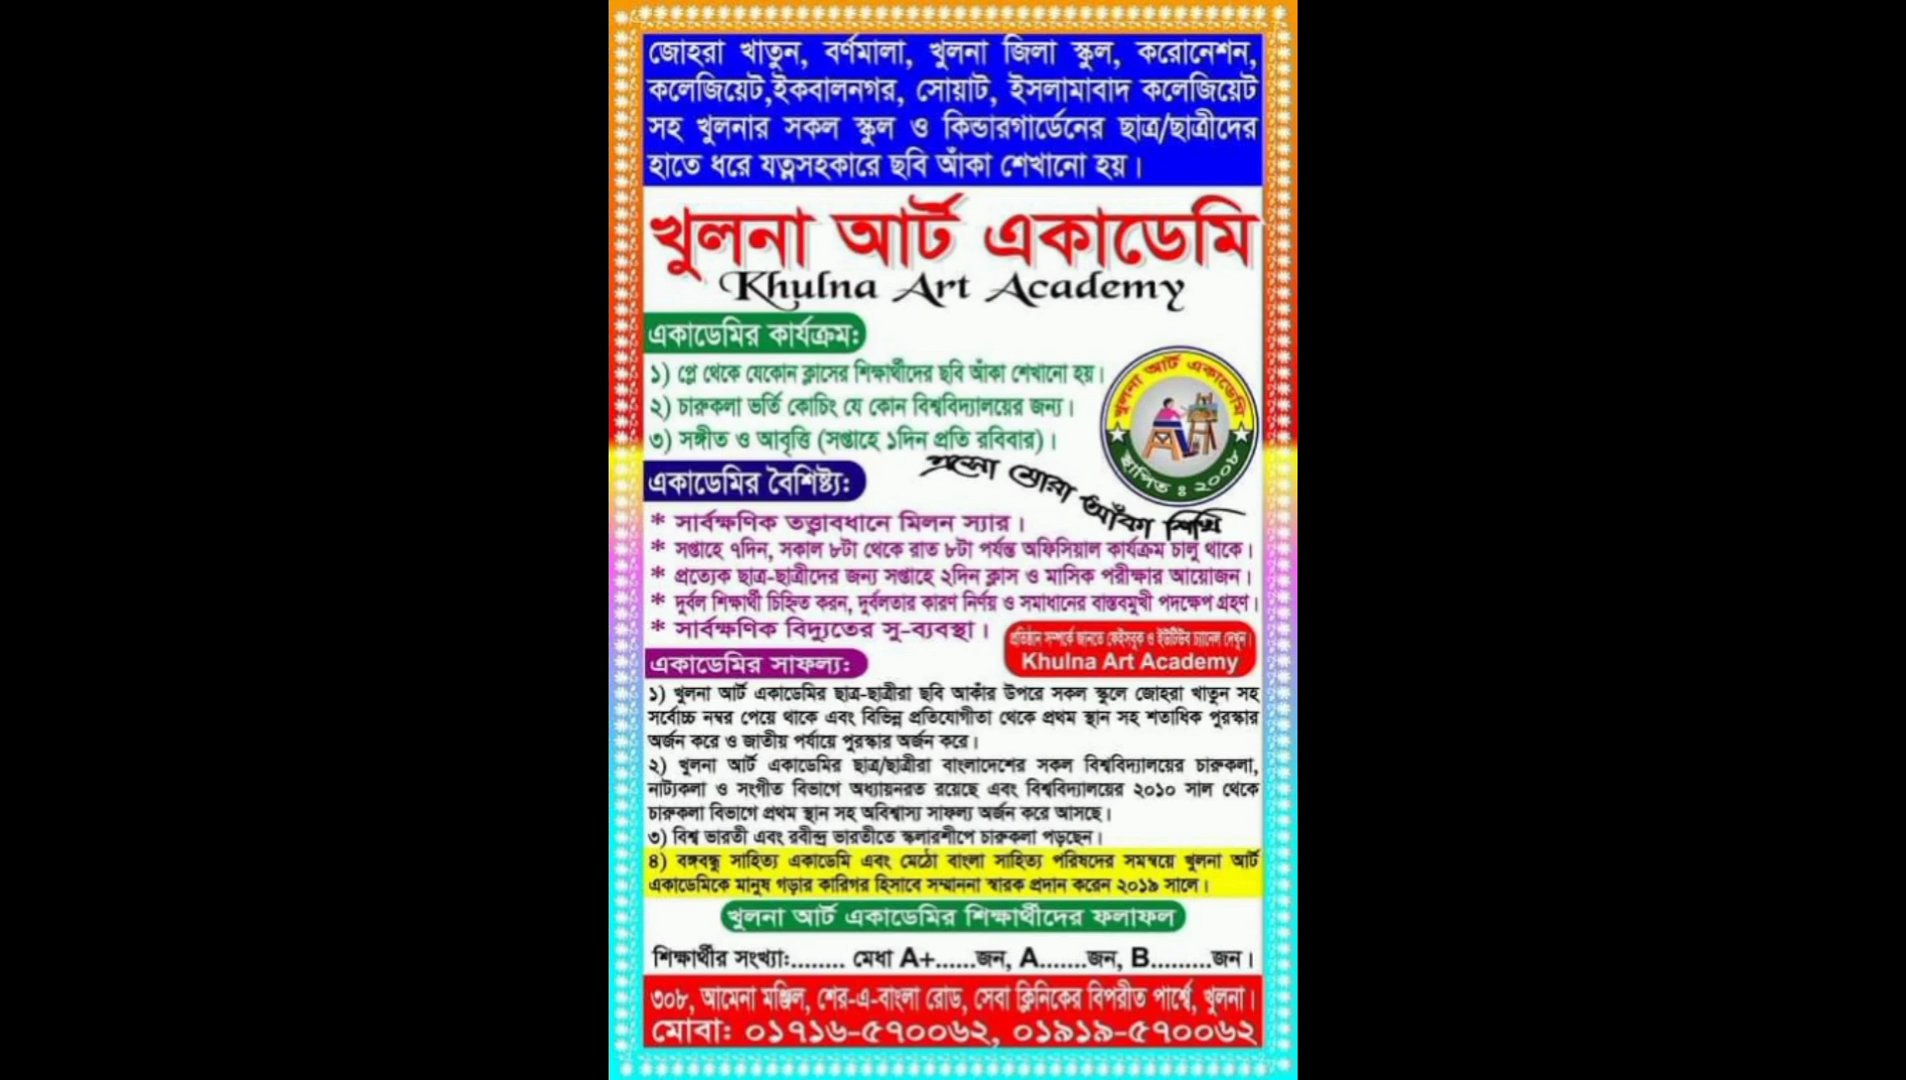 জোহরা খাতুন, বর্ণমালা, খুলনা জিলা স্কুল, করোনেশন,
কলেজিয়েট,ইকবালনগর, সোয়াট, ইসলামাবাদ কলেজিয়েট
সহ খুলনার সকল স্কুল ও কিন্ডারগার্ডেনের ছাত্র/ছাত্রীদের
হাতে ধরে যত্নসহকারে ছবি আঁকা শেখানো হয়।
খুলনা আর্ট একাডেমি
Khulna Art Academy
একাডেমির কার্যক্রম:
১) প্লে থেকে যেকোন ক্লাসের শিক্ষার্থীদের ছবি আঁকা শেখানো হয়।
২) চারুকলা ভর্তি কোচিং যে কোন বিশ্ববিদ্যালয়ের জন্য।
৩) সঙ্গীত ও আবৃত্তি (সপ্তাহে ১দিন প্রতি রবিবার)।
খুলনা আর্ট একাডেমি
স্থাপিত : ২০০৮
এসো মোরা আঁকা শিখি
একাডেমির বৈশিষ্ট্য:
* সার্বক্ষণিক তত্ত্বাবধানে মিলন স্যার।
* সপ্তাহে ৭দিন, সকাল ৮টা থেকে রাত ৮টা পর্যন্ত অফিসিয়াল কার্যক্রম চালু থাকে।
* প্রত্যেক ছাত্র-ছাত্রীদের জন্য সপ্তাহে ২দিন ক্লাস ও মাসিক পরীক্ষার আয়োজন।
* দুর্বল শিক্ষার্থী চিহ্নিত করন, দুর্বলতার কারণ নির্ণয় ও সমাধানের বাস্তবমুখী পদক্ষেপ গ্রহণ।
* সার্বক্ষণিক বিদ্যুতের সু-ব্যবস্থা।
প্রতিষ্ঠান সম্পর্কে জানতে ফেইসবুক ও ইউটিউব চ্যানেল দেখুন।
Khulna Art Academy
একাডেমির সাফল্য:
১) খুলনা আর্ট একাডেমির ছাত্র-ছাত্রীরা ছবি আকাঁর উপরে সকল স্কুলে জোহরা খাতুন সহ
সর্বোচ্চ নম্বর পেয়ে থাকে এবং বিভিন্ন প্রতিযোগীতা থেকে প্রথম স্থান সহ শতাধিক পুরস্কার
অর্জন করে ও জাতীয় পর্যায়ে পুরস্কার অর্জন করে।
২) খুলনা আর্ট একাডেমির ছাত্র/ছাত্রীরা বাংলাদেশের সকল বিশ্ববিদ্যালয়ের চারুকলা,
নাট্যকলা ও সংগীত বিভাগে অধ্যায়নরত রয়েছে এবং বিশ্ববিদ্যালয়ের ২০১০ সাল থেকে
চারুকলা বিভাগে প্রথম স্থান সহ অবিশ্বাস্য সাফল্য অর্জন করে আসছে।
৩) বিশ্ব ভারতী এবং রবীন্দ্র ভারতীতে স্কলারশীপে চারুকলা পড়ছেন।
৪) বঙ্গবন্ধু সাহিত্য একাডেমি এবং মেঠো বাংলা সাহিত্য পরিষদের সমন্বয়ে খুলনা আর্ট
একাডেমিকে মানুষ গড়ার কারিগর হিসাবে সম্মাননা স্বারক প্রদান করেন ২০১৯ সালে।
খুলনা আর্ট একাডেমির শিক্ষার্থীদের ফলাফল
শিক্ষার্থীর সংখ্যা:........ মেধা A+......জন, A.......জন, B.........জন।
৩০৮, আমেনা মঞ্জিল, শের-এ-বাংলা রোড, সেবা ক্লিনিকের বিপরীত পার্শ্বে, খুলনা।
মোবা: ০১৭১৬-৫৭০০৬২, ০১৯১৯-৫৭০০৬২